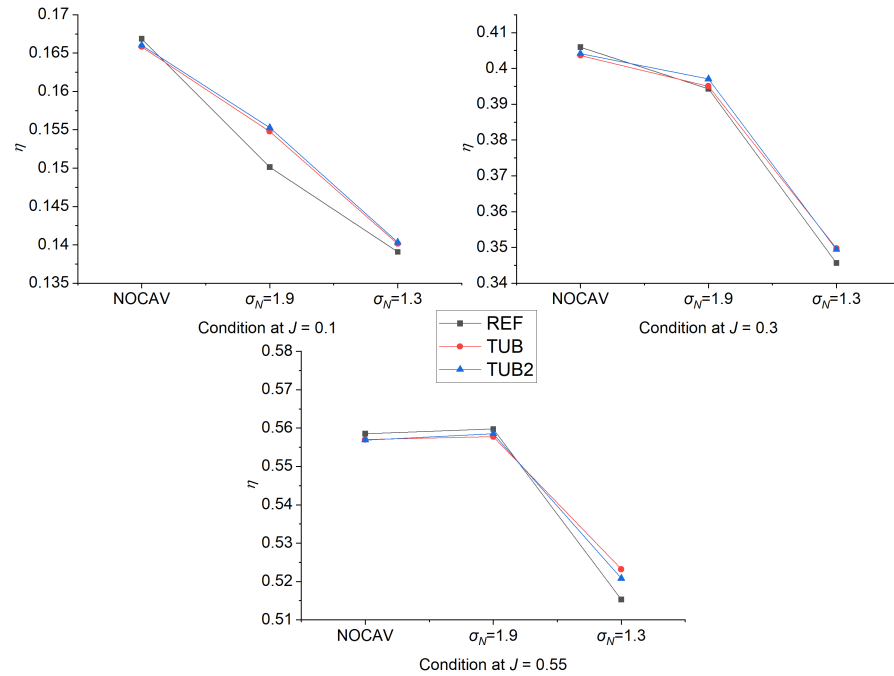 0.17
0.165
0.16
0.155
0.15
0.145
0.14
0.135
η
NOCAV
σN=1.9
σN=1.3
Condition at J = 0.1
0.41
0.4
0.39
0.38
0.37
0.36
0.35
0.34
η
NOCAV
σN=1.9
σN=1.3
Condition at J = 0.3
REF
TUB
TUB2
0.58
0.57
0.56
0.55
0.54
0.53
0.52
0.51
η
NOCAV
σN=1.9
σN=1.3
Condition at J = 0.55